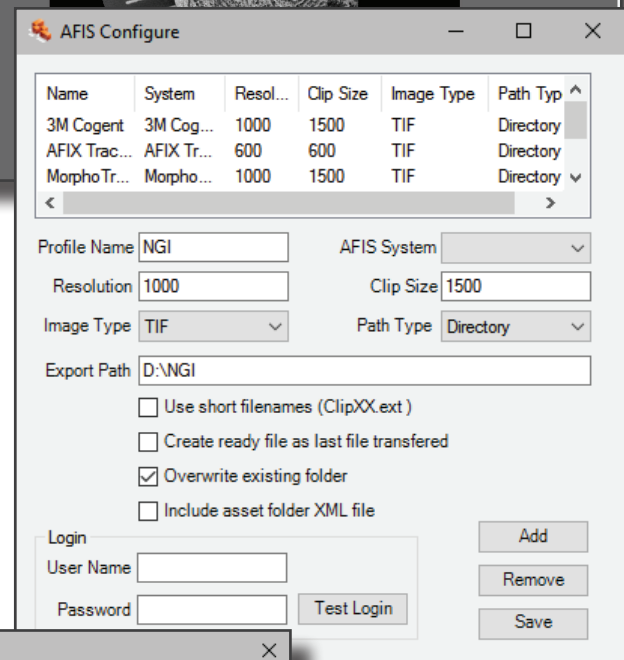 AFIS Configure
Name System Resol... Clip Size Image Type Path Typ
3M Cogent 3M Cog... 1000 1500 TIF Directory
AFIX Trac... AFIX Tr... 600 600 TIF Directory
MorphoTr... Morpho... 1000 1500 TIF Directory
Profile Name NGI AFIS System
Resolution 1000 Clip Size 1500
Image Type TIF Path Type Directory
Export Path D:\NGI
Use short filenames (ClipXX.ext )
Create ready file as last file transfered
Overwrite existing folder
Include asset folder XML file
Login
Add
User Name
Remove
Password Test Login
Save